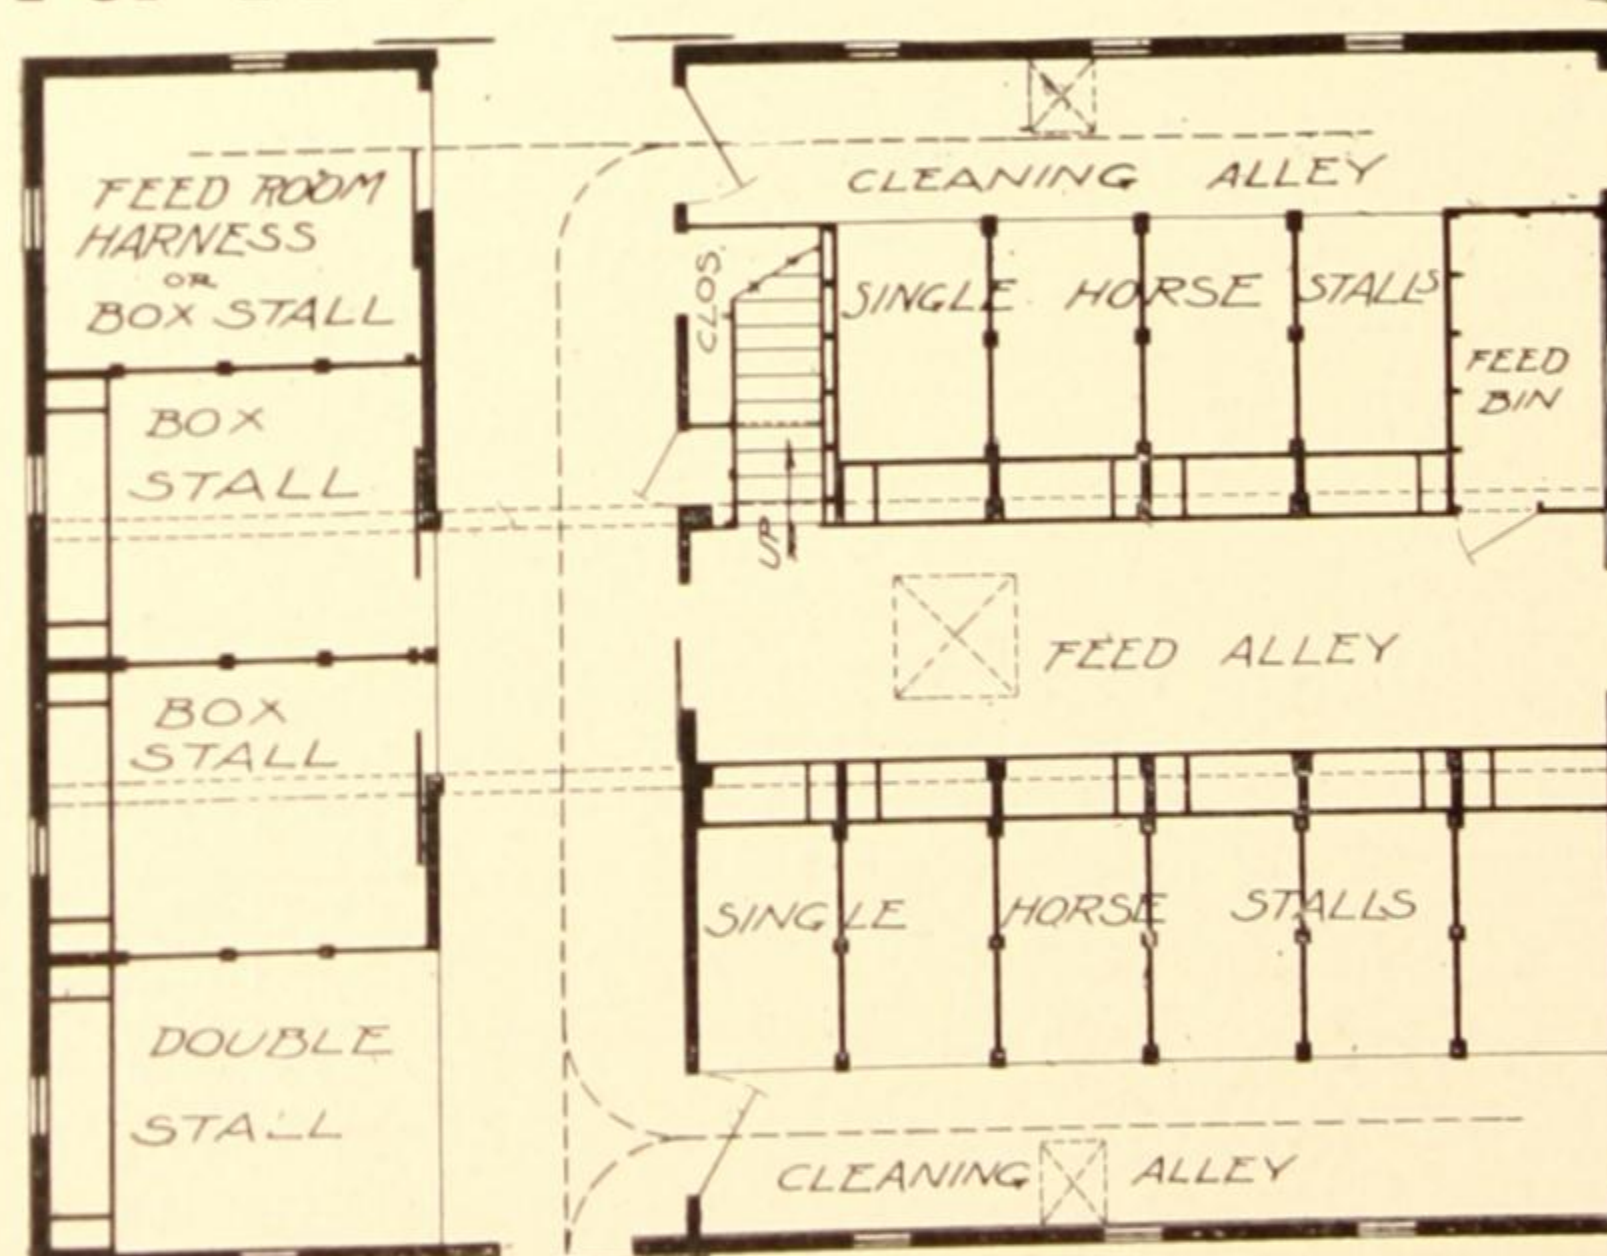 FEED ROOM
HARNESS
OR
BOX STALL
BOX
STALL
BOX
STALL
DOUBLE
STALL
CLEANING ALLEY
CLOS.
SINGLE HORSE STALLS
FEED
BIN
UP
FEED ALLEY
SINGLE HORSE STALLS
CLEANING ALLEY